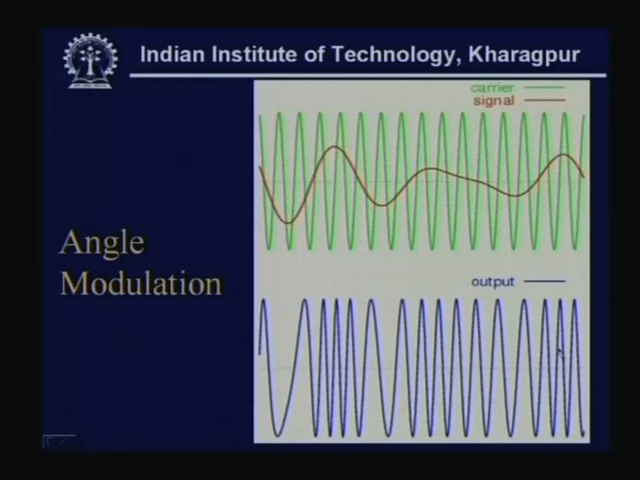 Indian Institute of Technology, Kharagpur
carrier
signal
Angle
Modulation
output